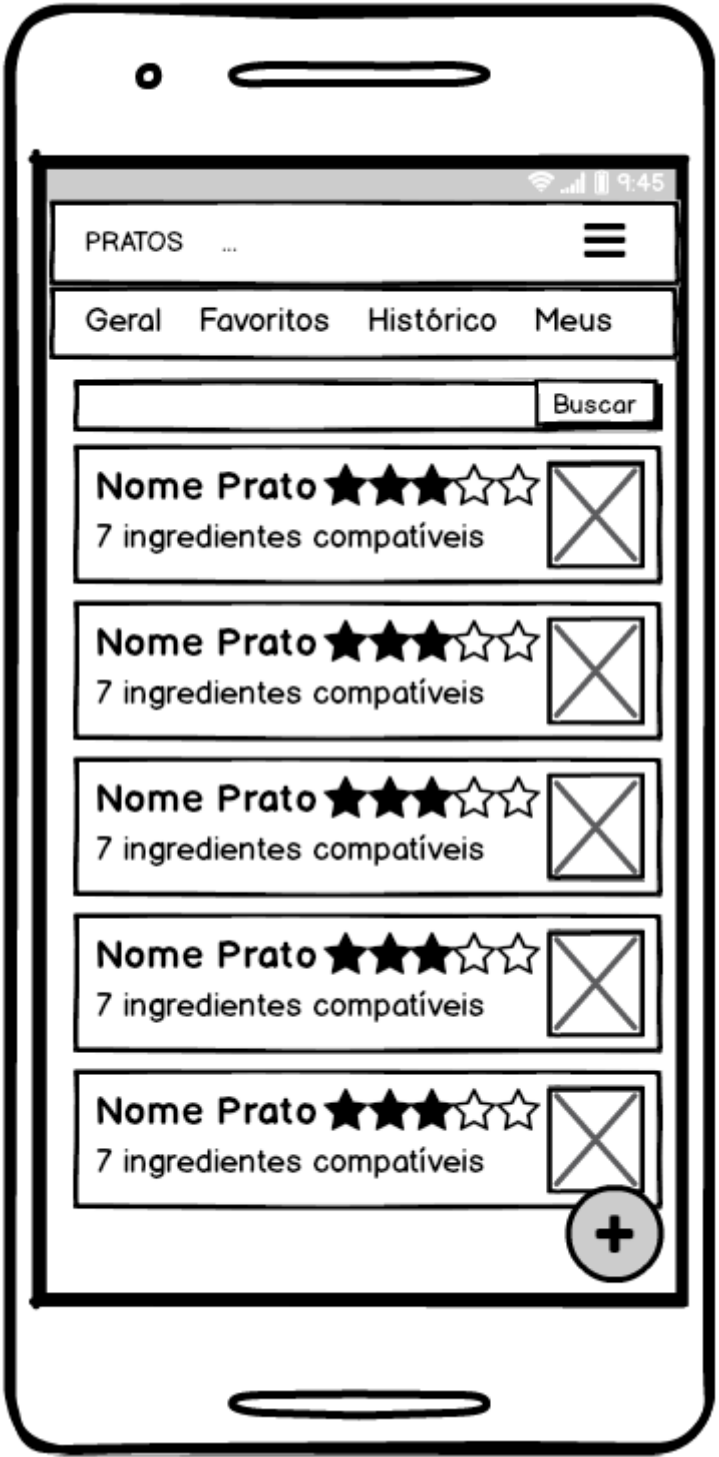 9:45
PRATOS ...
Geral Favoritos Histórico Meus
Buscar
Nome Prato
7 ingredientes compatíveis
Nome Prato
7 ingredientes compatíveis
Nome Prato
7 ingredientes compatíveis
Nome Prato
7 ingredientes compatíveis
Nome Prato
7 ingredientes compatíveis
+